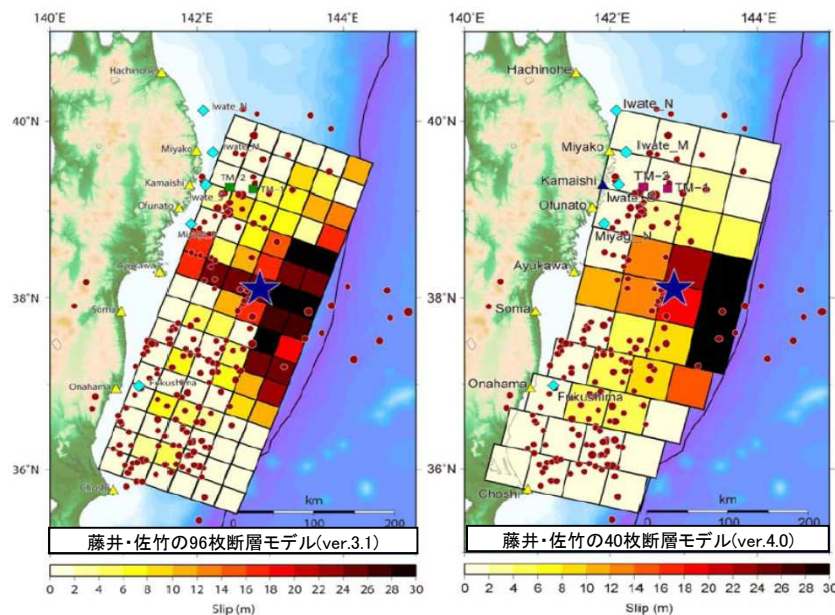 140°E
142°E
144°E
Hachinohe
40°N
Iwate_N
Miyako
Iwate_M
Kamaishi
TM-2
TM-1
Ofunato
Iwate_S
Miyagi_N
Ayukawa
38°N
Soma
Onahama
Fukushima
36°N
Choshi
km
0
100
200
藤井・佐竹の96枚断層モデル(ver.3.1)
0 2 4 6 8 10 12 14 16 18 20 22 24 26 28 30
Slip (m)
140°E
142°E
144°E
Hachinohe
40°N
Iwate_N
Miyako
Iwate_M
Kamaishi
TM-2
TM-1
Ofunato
Iwate_S
Miyagi_N
Ayukawa
38°N
Soma
Onahama
Fukushima
36°N
Choshi
km
0
100
200
藤井・佐竹の40枚断層モデル(ver.4.0)
0 2 4 6 8 10 12 14 16 18 20 22 24 26 28 30
Slip (m)